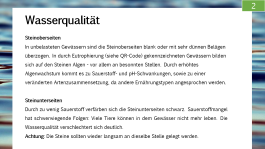 2
Wasserqualität
Steinoberseiten
In unbelasteten Gewässern sind die Steinoberseiten blank oder mit sehr dünnen Belägen
überzogen. In durch Eutrophierung (siehe QR-Code) gekennzeichneten Gewässern bilden
sich auf den Steinen Algen - vor allem an besonnten Stellen. Durch erhöhtes
Algenwachstum kommt es zu Sauerstoff- und pH-Schwankungen, sowie zu einer
veränderten Artenzusammensetzung, da andere Ernährungstypen angesprochen werden.
Steinunterseiten
Durch zu wenig Sauerstoff verfärben sich die Steinunterseiten schwarz. Sauerstoffmangel
hat schwerwiegende Folgen: Viele Tiere können in dem Gewässer nicht mehr leben. Die
Wasserqualität verschlechtert sich deutlich.
Achtung: Die Steine sollten wieder langsam an dieselbe Stelle gelegt werden.